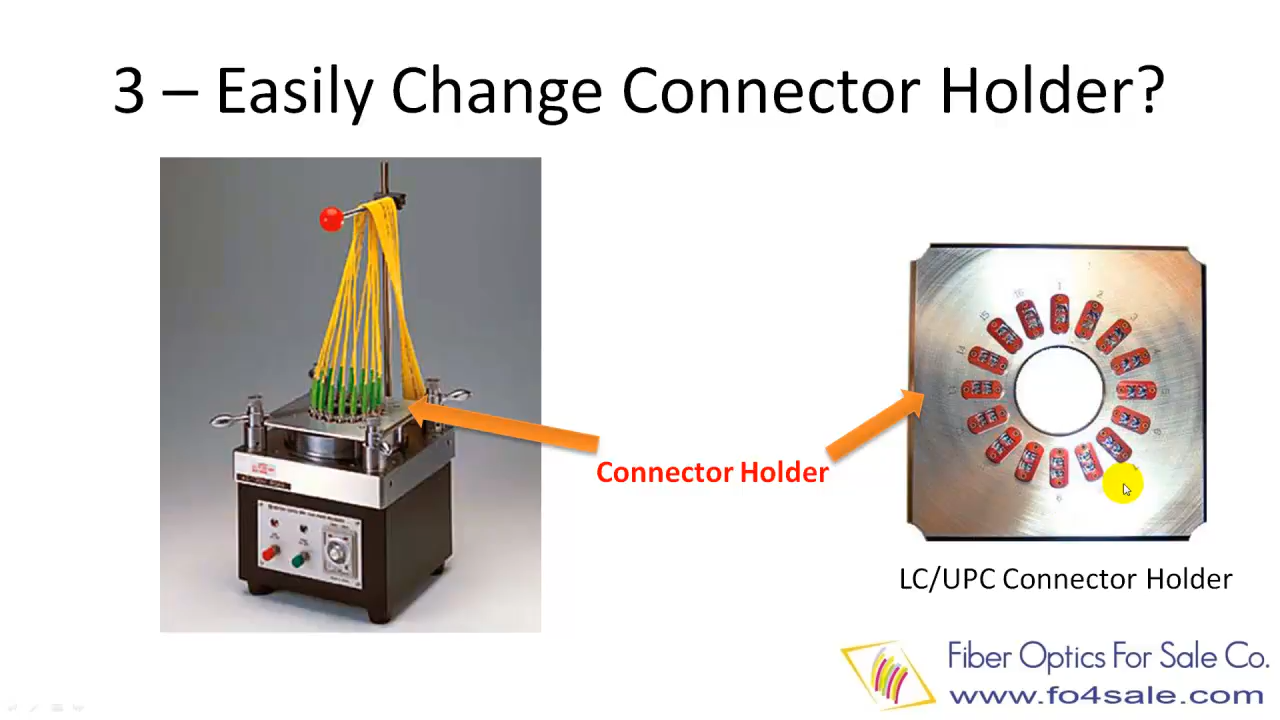 3 – Easily Change Connector Holder?
Connector Holder
LC/UPC Connector Holder
Fiber Optics For Sale Co.
www.fo4sale.com